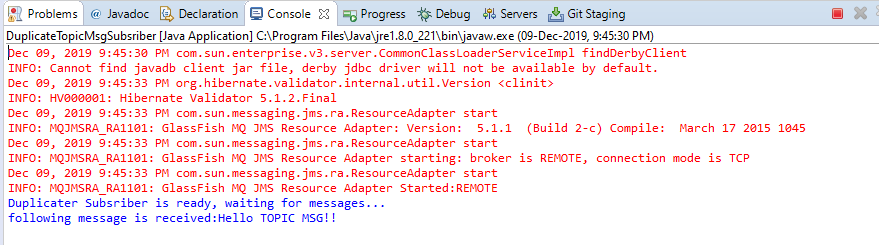 Problems @ Javadoc Declaration Console Progress Debug Servers Git Staging
DuplicateTopicMsgSubsriber [Java Application] C:\Program Files\Java\jre1.8.0_221\bin\javaw.exe (09-Dec-2019, 9:45:30 PM)
Dec 09, 2019 9:45:30 PM com.sun.enterprise.v3.server.CommonClassLoaderServiceImpl findDerbyClient
INFO: Cannot find javadb client jar file, derby jdbc driver will not be available by default.
Dec 09, 2019 9:45:33 PM org.hibernate.validator.internal.util.Version <clinit>
INFO: HV000001: Hibernate Validator 5.1.2.Final
Dec 09, 2019 9:45:33 PM com.sun.messaging.jms.ra.ResourceAdapter start
INFO: MQJMSRA_RA1101: GlassFish MQ JMS Resource Adapter: Version:  5.1.1  (Build 2-c) Compile:  March 17 2015 1045
Dec 09, 2019 9:45:33 PM com.sun.messaging.jms.ra.ResourceAdapter start
INFO: MQJMSRA_RA1101: GlassFish MQ JMS Resource Adapter starting: broker is REMOTE, connection mode is TCP
Dec 09, 2019 9:45:33 PM com.sun.messaging.jms.ra.ResourceAdapter start
INFO: MQJMSRA_RA1101: GlassFish MQ JMS Resource Adapter Started:REMOTE
Duplicater Subsriber is ready, waiting for messages...
following message is received:Hello TOPIC MSG!!